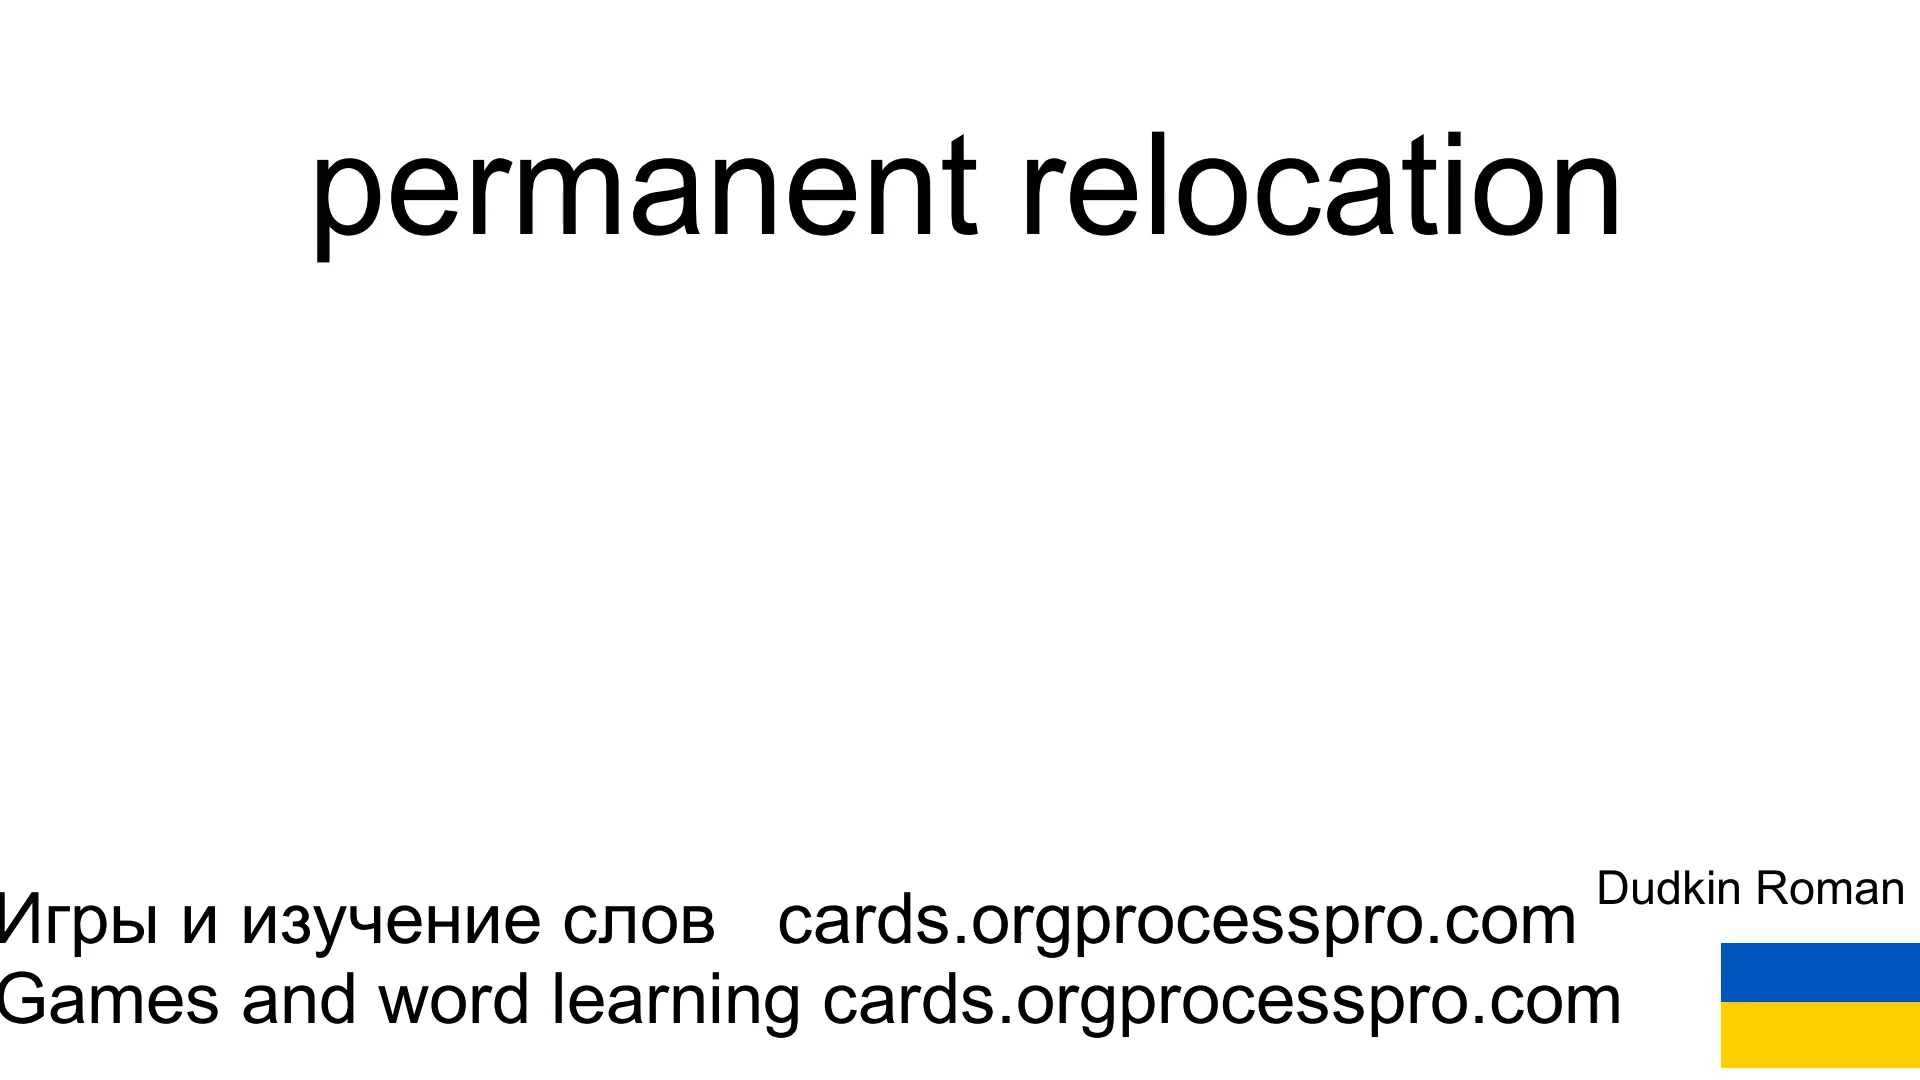 permanent relocation
Dudkin Roman
Игры и изучение слов cards.orgprocesspro.com
Games and word learning cards.orgprocesspro.com